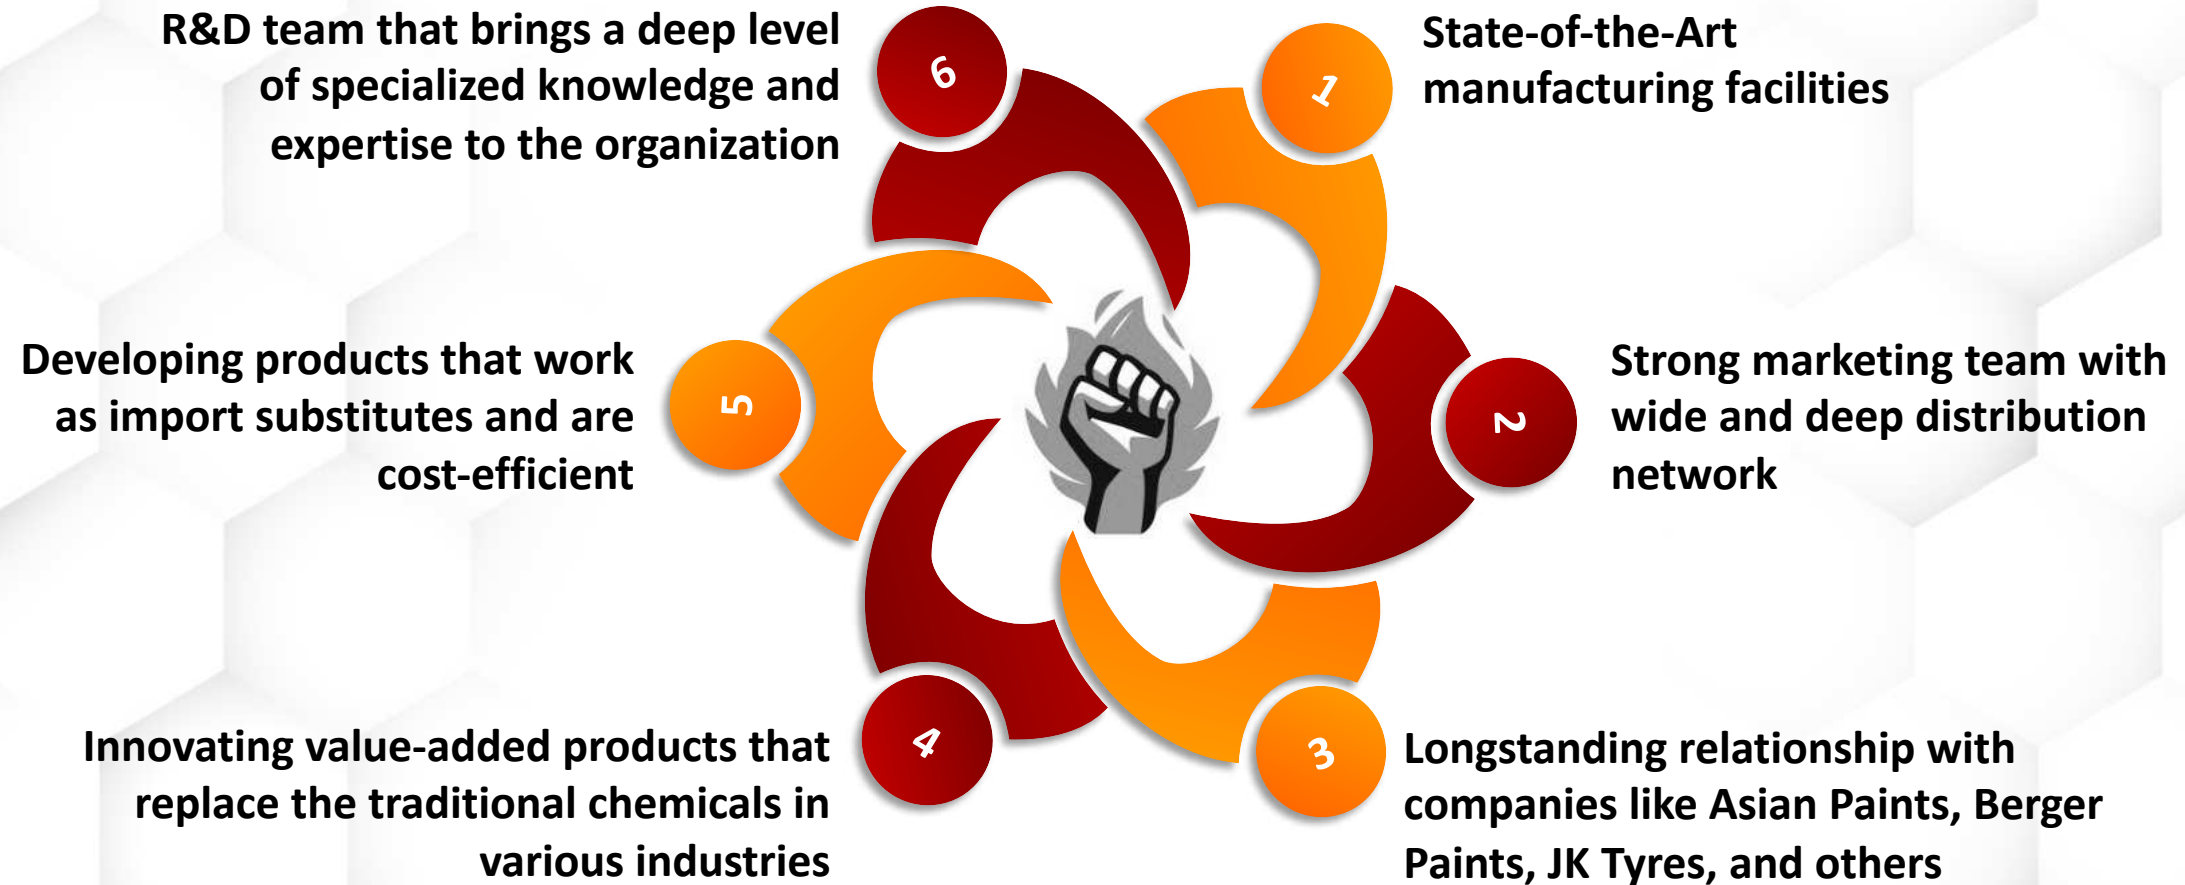 1
State-of-the-Art
manufacturing facilities
2
Strong marketing team with
wide and deep distribution
network
3
Longstanding relationship with
companies like Asian Paints, Berger
Paints, JK Tyres, and others
4
Innovating value-added products that
replace the traditional chemicals in
various industries
5
Developing products that work
as import substitutes and are
cost-efficient
6
R&D team that brings a deep level
of specialized knowledge and
expertise to the organization